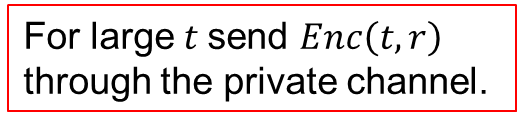 For large t send Enc(t, r)
through the private channel.